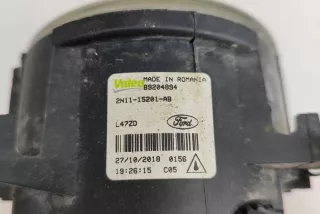 Valeo MADE IN ROMANIA
89204894
2N11-15201-AB
L47ZD
Ford
27/10/2018 0156
19:26:15 C05